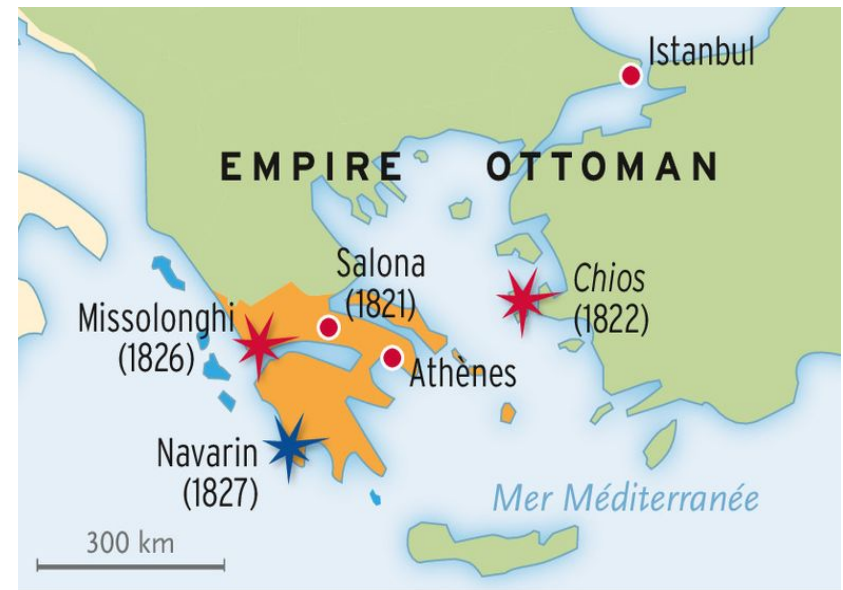 Istanbul
EMPIRE OTTOMAN
Salona
(1821)
Chios
(1822)
Missolonghi
(1826)
Athènes
Navarin
(1827)
Mer Méditerranée
300 km